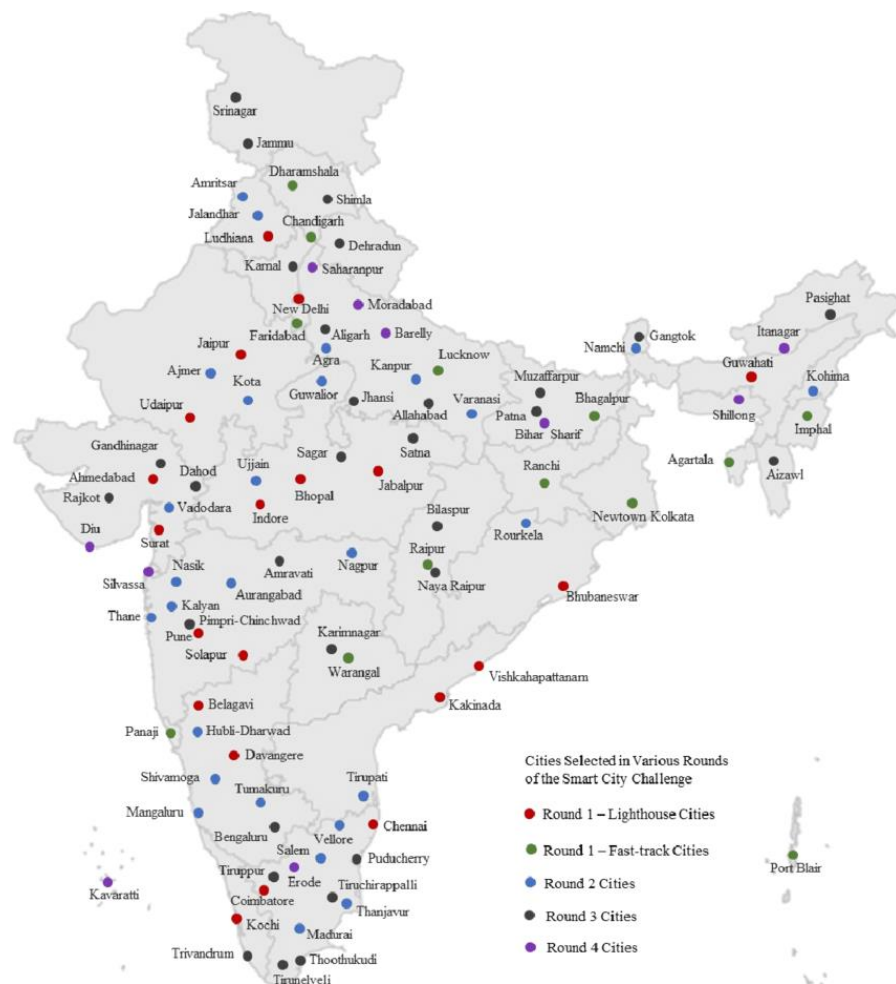 Srinagar
Jammu
Dharamshala
Amritsar
Shimla
Jalandhar
Chandigarh
Ludhiana
Dehradun
Karnal
Saharanpur
New Delhi
Moradabad
Pasighat
Faridabad
Aligarh
Barelly
Gangtok
Itanagar
Jaipur
Agra
Lucknow
Namchi
Guwahati
Ajmer
Kanpur
Muzaffarpur
Kohima
Kota
Guwalior
Jhansi
Varanasi
Bhagalpur
Udaipur
Allahabad
Patna
Shillong
Bihar Sharif
Imphal
Gandhinagar
Sagar
Satna
Agartala
Ahmedabad
Dahod
Ujjain
Ranchi
Aizawl
Rajkot
Bhopal
Jabalpur
Vadodara
Indore
Bilaspur
Newtown Kolkata
Diu
Surat
Rourkela
Nasik
Amravati
Nagpur
Raipur
Silvassa
Aurangabad
Naya Raipur
Bhubaneswar
Kalyan
Thane
Pimpri-Chinchwad
Pune
Karimnagar
Solapur
Warangal
Vishkahapattanam
Belagavi
Kakinada
Panaji
Hubli-Dharwad
Davangere
Cities Selected in Various Rounds
of the Smart City Challenge
Shivamoga
Tirupati
Tumakuru
Mangaluru
Round 1 – Lighthouse Cities
Bengaluru
Vellore
Chennai
Salem
Round 1 – Fast-track Cities
Puducherry
Port Blair
Tiruppur
Erode
Tiruchirappalli
Round 2 Cities
Kavaratti
Coimbatore
Thanjavur
Kochi
Round 3 Cities
Madurai
Trivandrum
Thoothukudi
Round 4 Cities
Tirunelveli